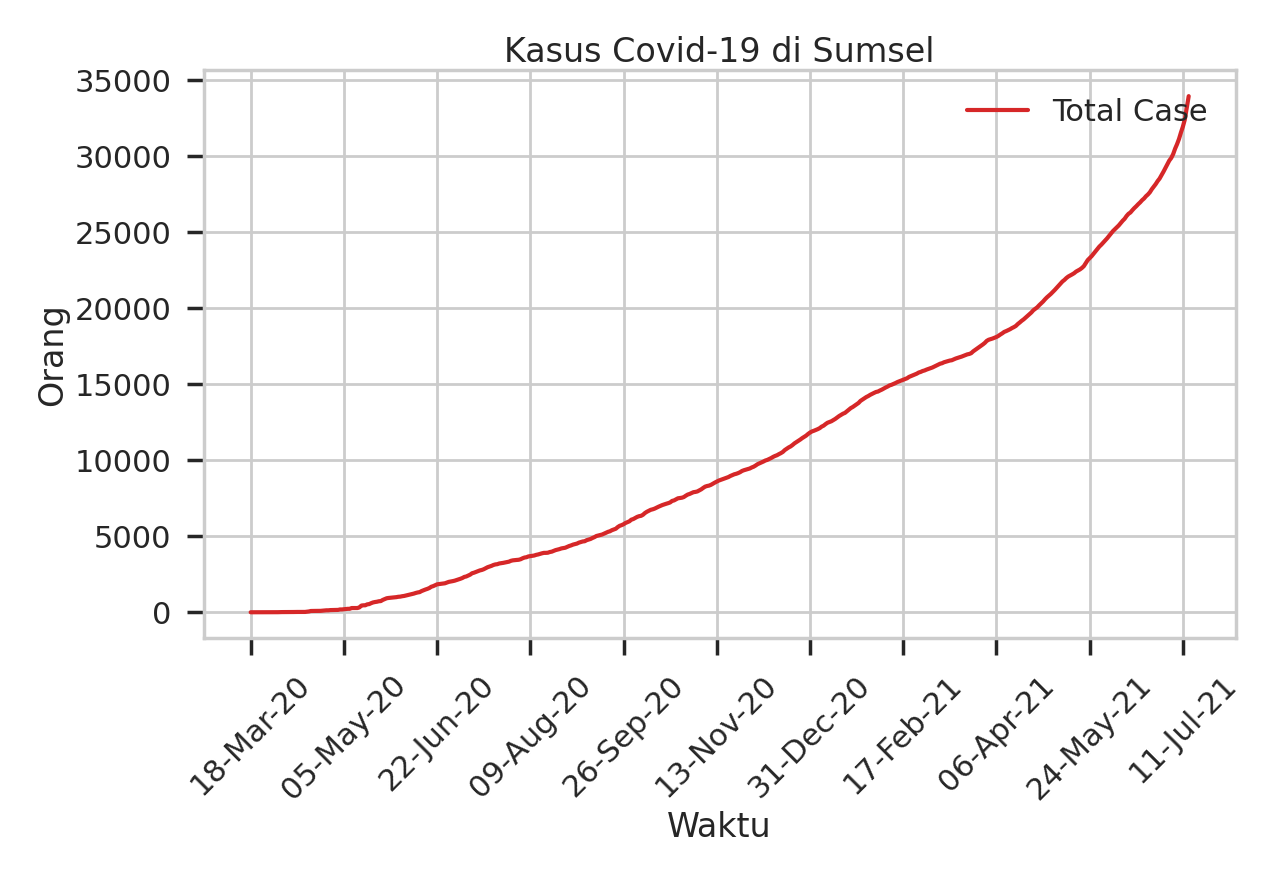 Kasus Covid-19 di Sumsel
Total Case
Orang
35000
30000
25000
20000
15000
10000
5000
0
18-Mar-20
05-May-20
22-Jun-20
09-Aug-20
26-Sep-20
13-Nov-20
31-Dec-20
17-Feb-21
06-Apr-21
24-May-21
11-Jul-21
Waktu